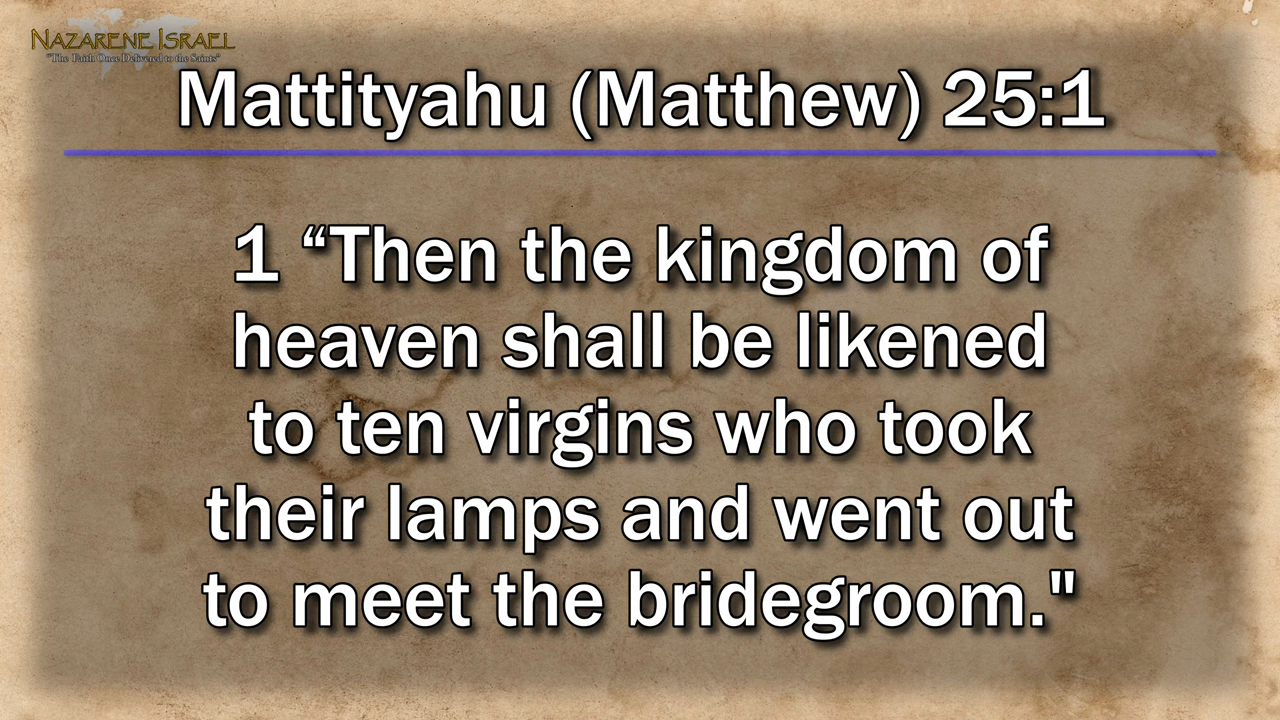 NAZARENE ISRAEL
"The Faith Once Delivered to the Saints"
Mattityahu (Matthew) 25:1
1 “Then the kingdom of
heaven shall be likened
to ten virgins who took
their lamps and went out
to meet the bridegroom."